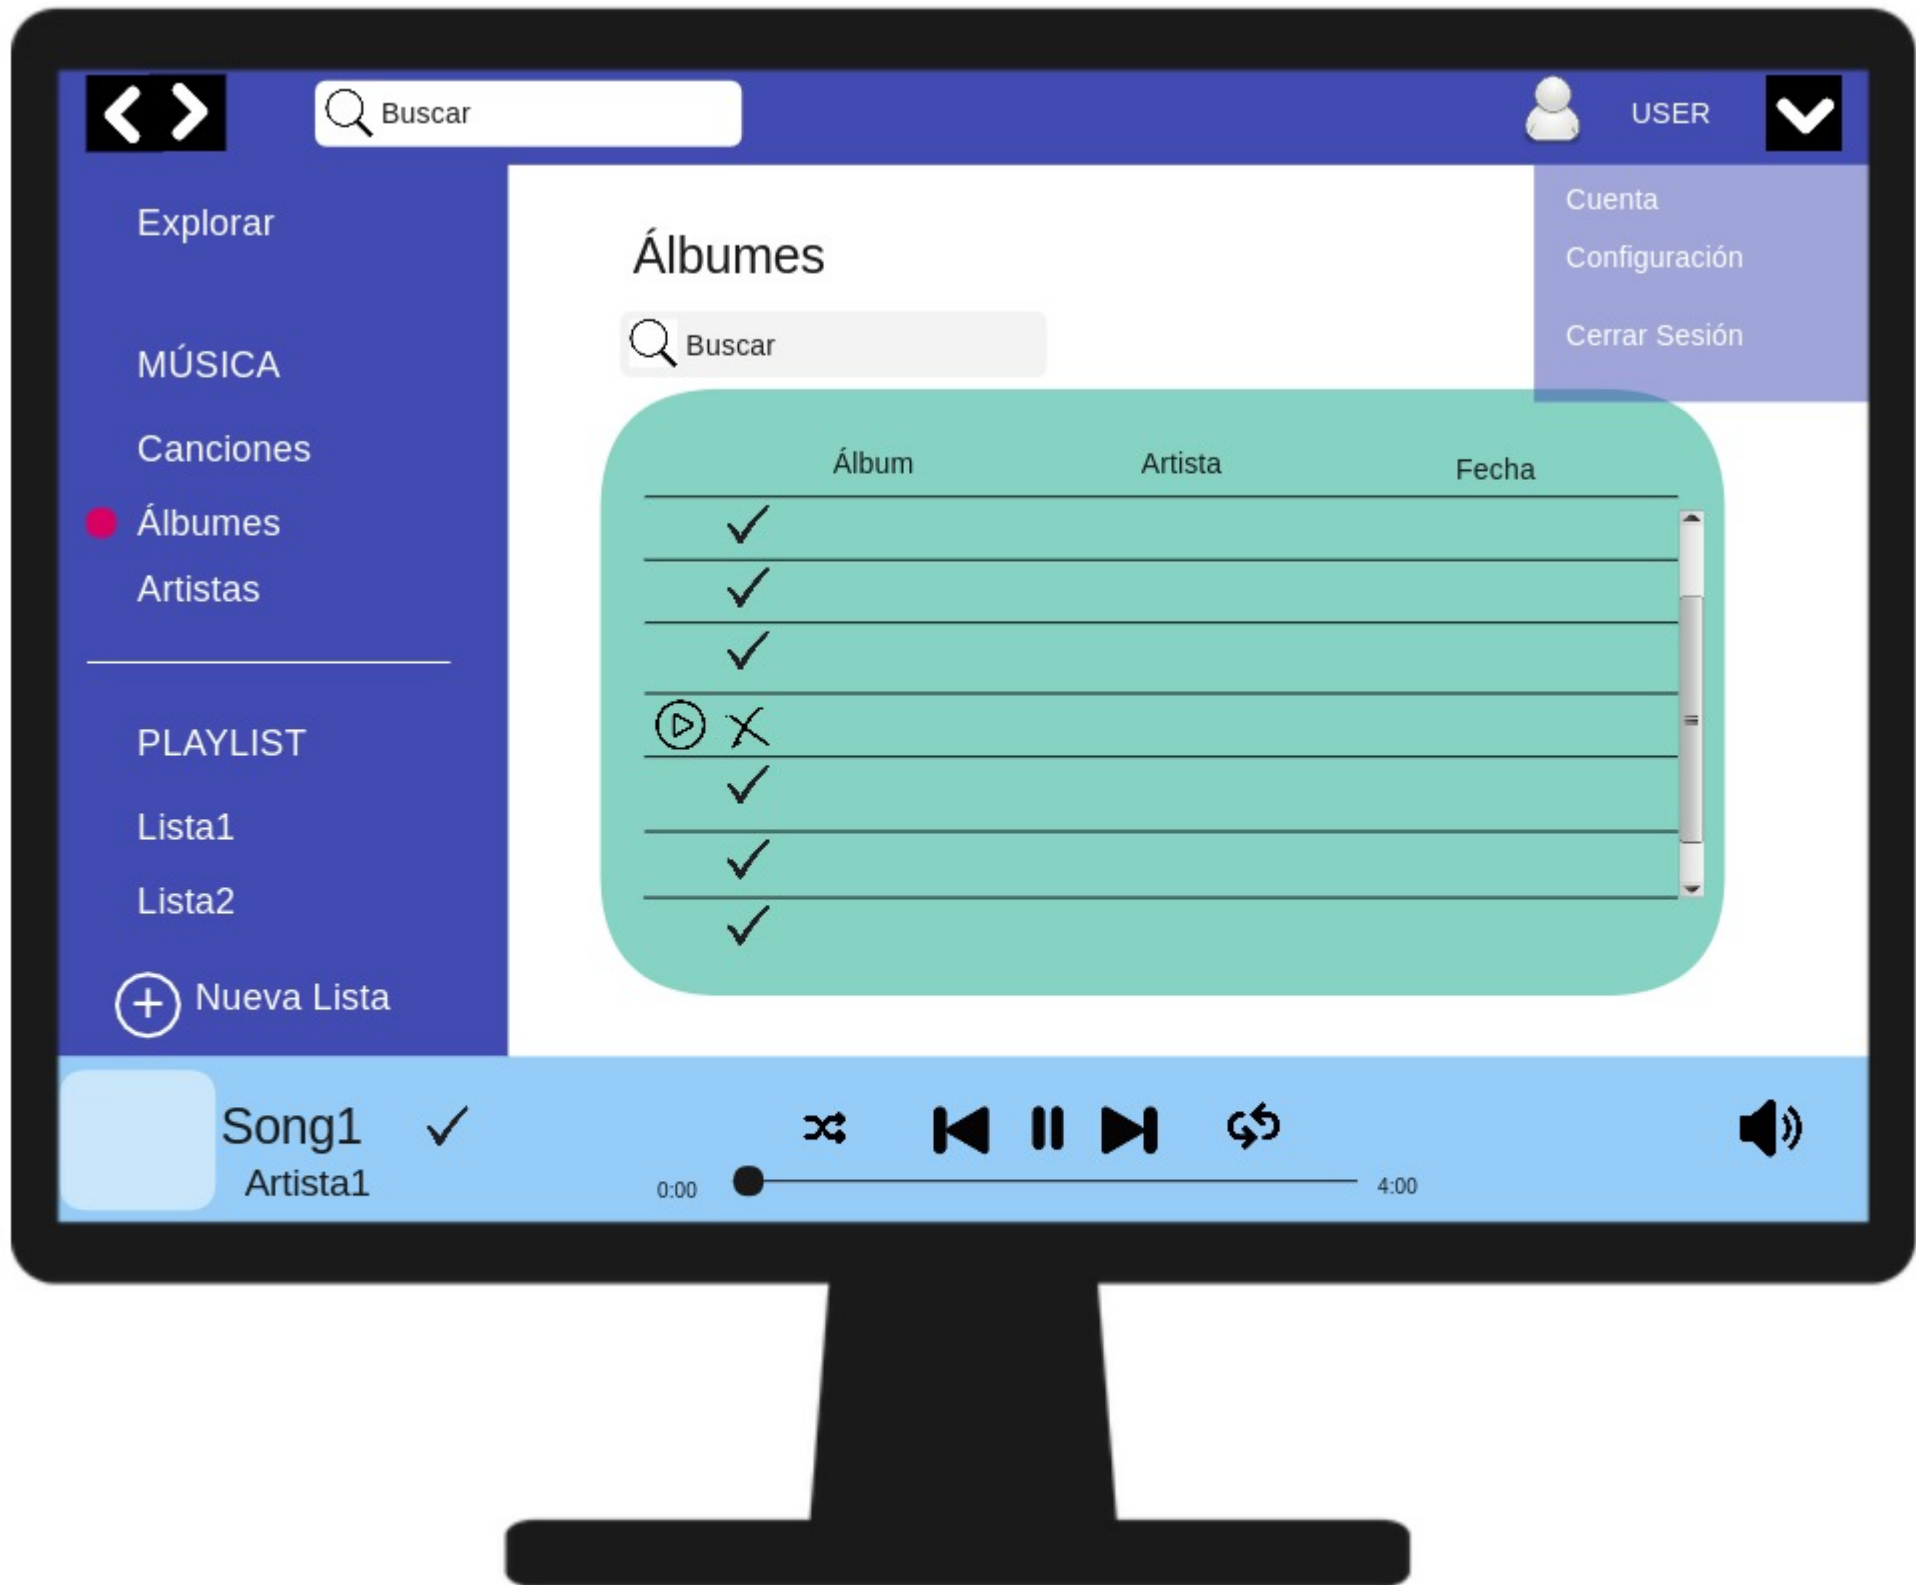 Buscar
USER
Cuenta
Configuración
Cerrar Sesión
Explorar
MÚSICA
Canciones
Álbumes
Artistas
PLAYLIST
Lista1
Lista2
Nueva Lista
Álbumes
Buscar
Álbum Artista Fecha
Song1
Artista1
0:00 4:00